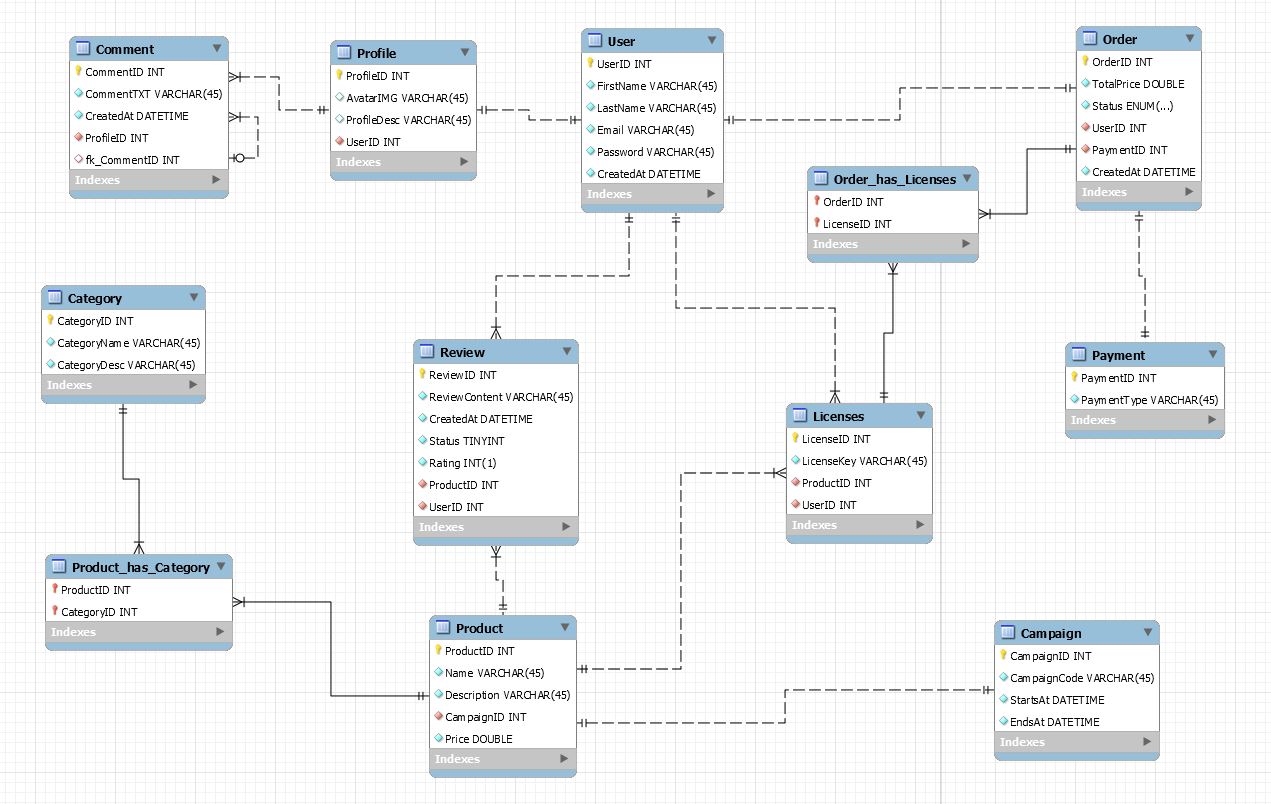 Comment
CommentID INT
CommentTXT VARCHAR(45)
CreatedAt DATETIME
ProfileID INT
fk_CommentID INT
Indexes
Profile
ProfileID INT
AvatarIMG VARCHAR(45)
ProfileDesc VARCHAR(45)
UserID INT
Indexes
User
UserID INT
FirstName VARCHAR(45)
LastName VARCHAR(45)
Email VARCHAR(45)
Password VARCHAR(45)
CreatedAt DATETIME
Indexes
Order
OrderID INT
TotalPrice DOUBLE
Status ENUM(...)
UserID INT
PaymentID INT
CreatedAt DATETIME
Indexes
Order_has_Licenses
OrderID INT
LicenseID INT
Indexes
Category
CategoryID INT
CategoryName VARCHAR(45)
CategoryDesc VARCHAR(45)
Indexes
Review
ReviewID INT
ReviewContent VARCHAR(45)
CreatedAt DATETIME
Status TINYINT
Rating INT(1)
ProductID INT
UserID INT
Indexes
Payment
PaymentID INT
PaymentType VARCHAR(45)
Indexes
Licenses
LicenseID INT
LicenseKey VARCHAR(45)
ProductID INT
UserID INT
Indexes
Product_has_Category
ProductID INT
CategoryID INT
Indexes
Product
ProductID INT
Name VARCHAR(45)
Description VARCHAR(45)
CampaignID INT
Price DOUBLE
Indexes
Campaign
CampaignID INT
CampaignCode VARCHAR(45)
StartsAt DATETIME
EndsAt DATETIME
Indexes